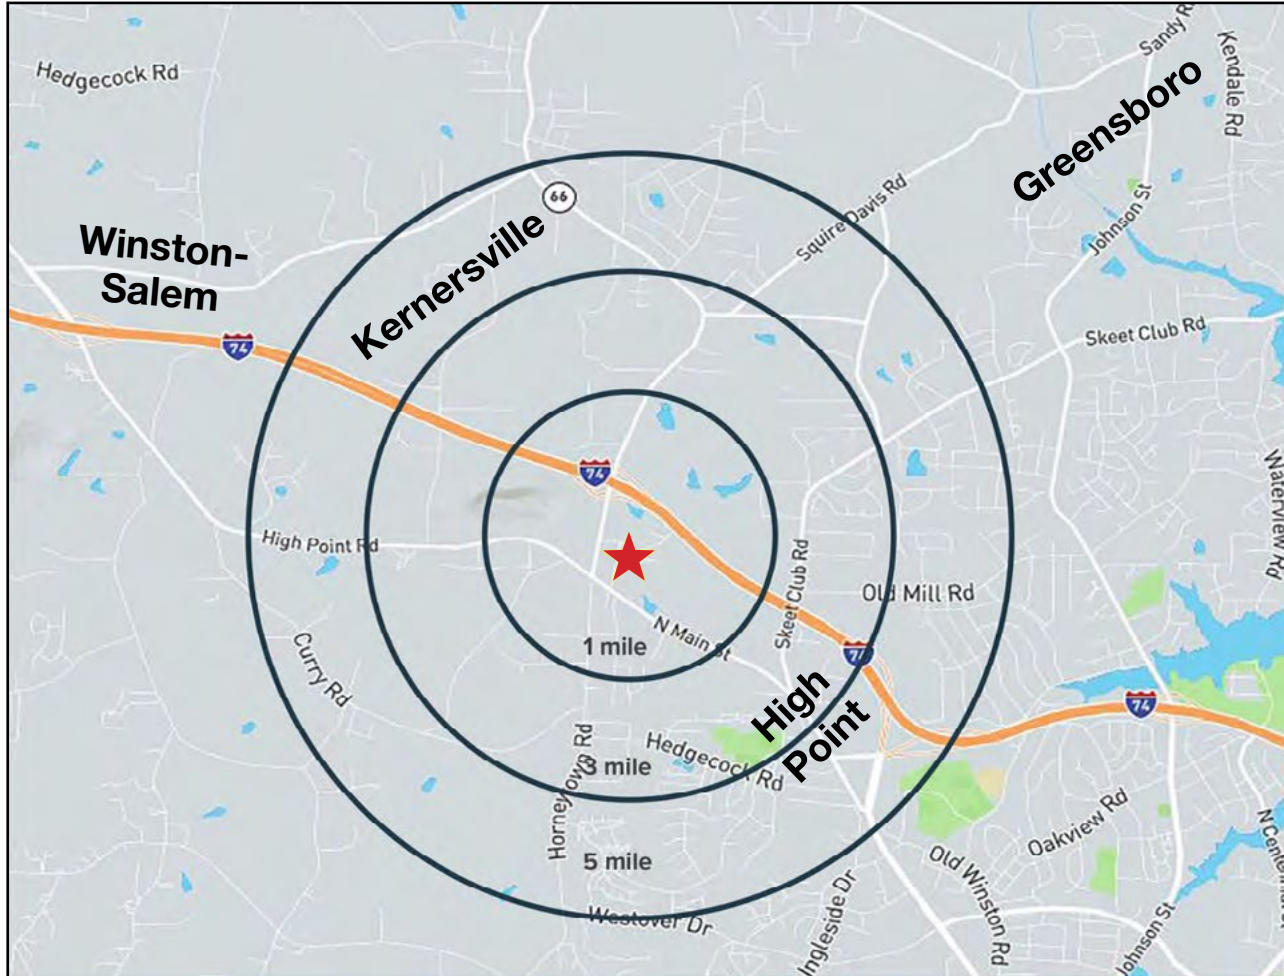 Sandy R
Kendale Rd
Hedgecock Rd
Greensboro
66
Squire Davis Rd
Johnson St
Winston-
Salem
Kernersville
74
Skeet Club Rd
74
Waterview Rd
High Point Rd
Skeet Club Rd
Old Mill Rd
1 mile
N Main St
74
Curry Rd
High
Point
74
Horneytown Rd
Hedgecock Rd
3 mile
Oakview Rd
5 mile
Old Winston Rd
Ingleside Dr
Westover Dr
Johnson St